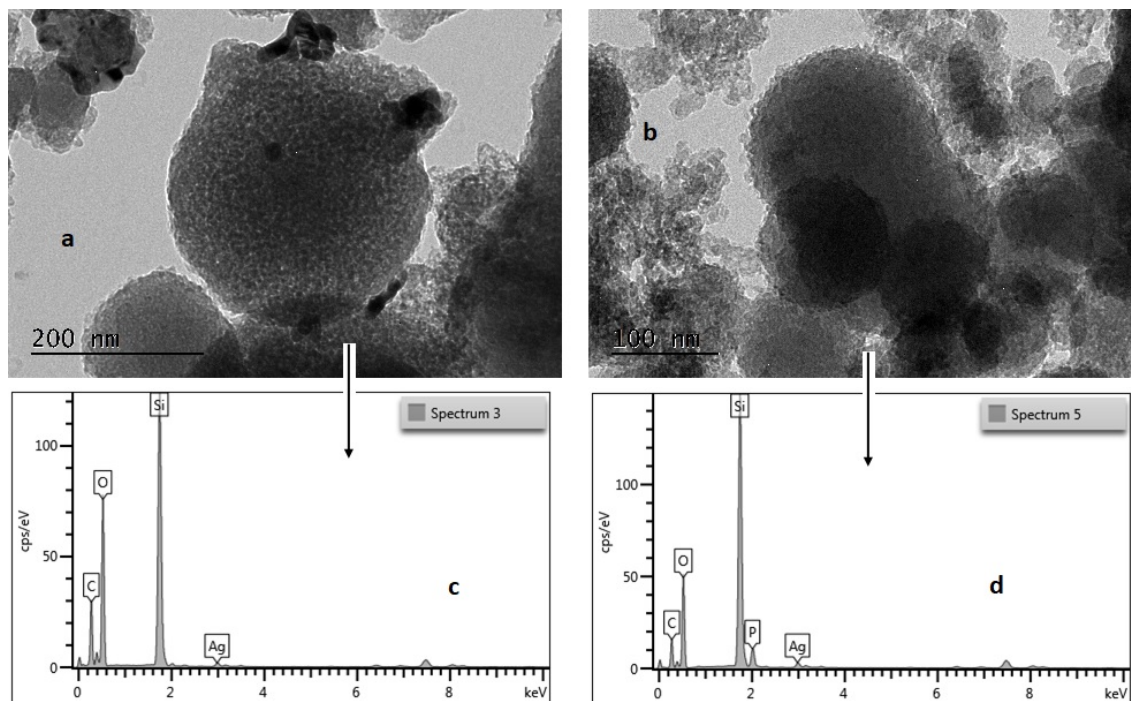 a
200 nm
b
100 nm
Spectrum 3
Si
100
O
cps/eV
50
C
c
Ag
0
0 2 4 6 8 keV
Spectrum 5
Si
100
O
cps/eV
50
C
P
d
Ag
0
0 2 4 6 8 keV